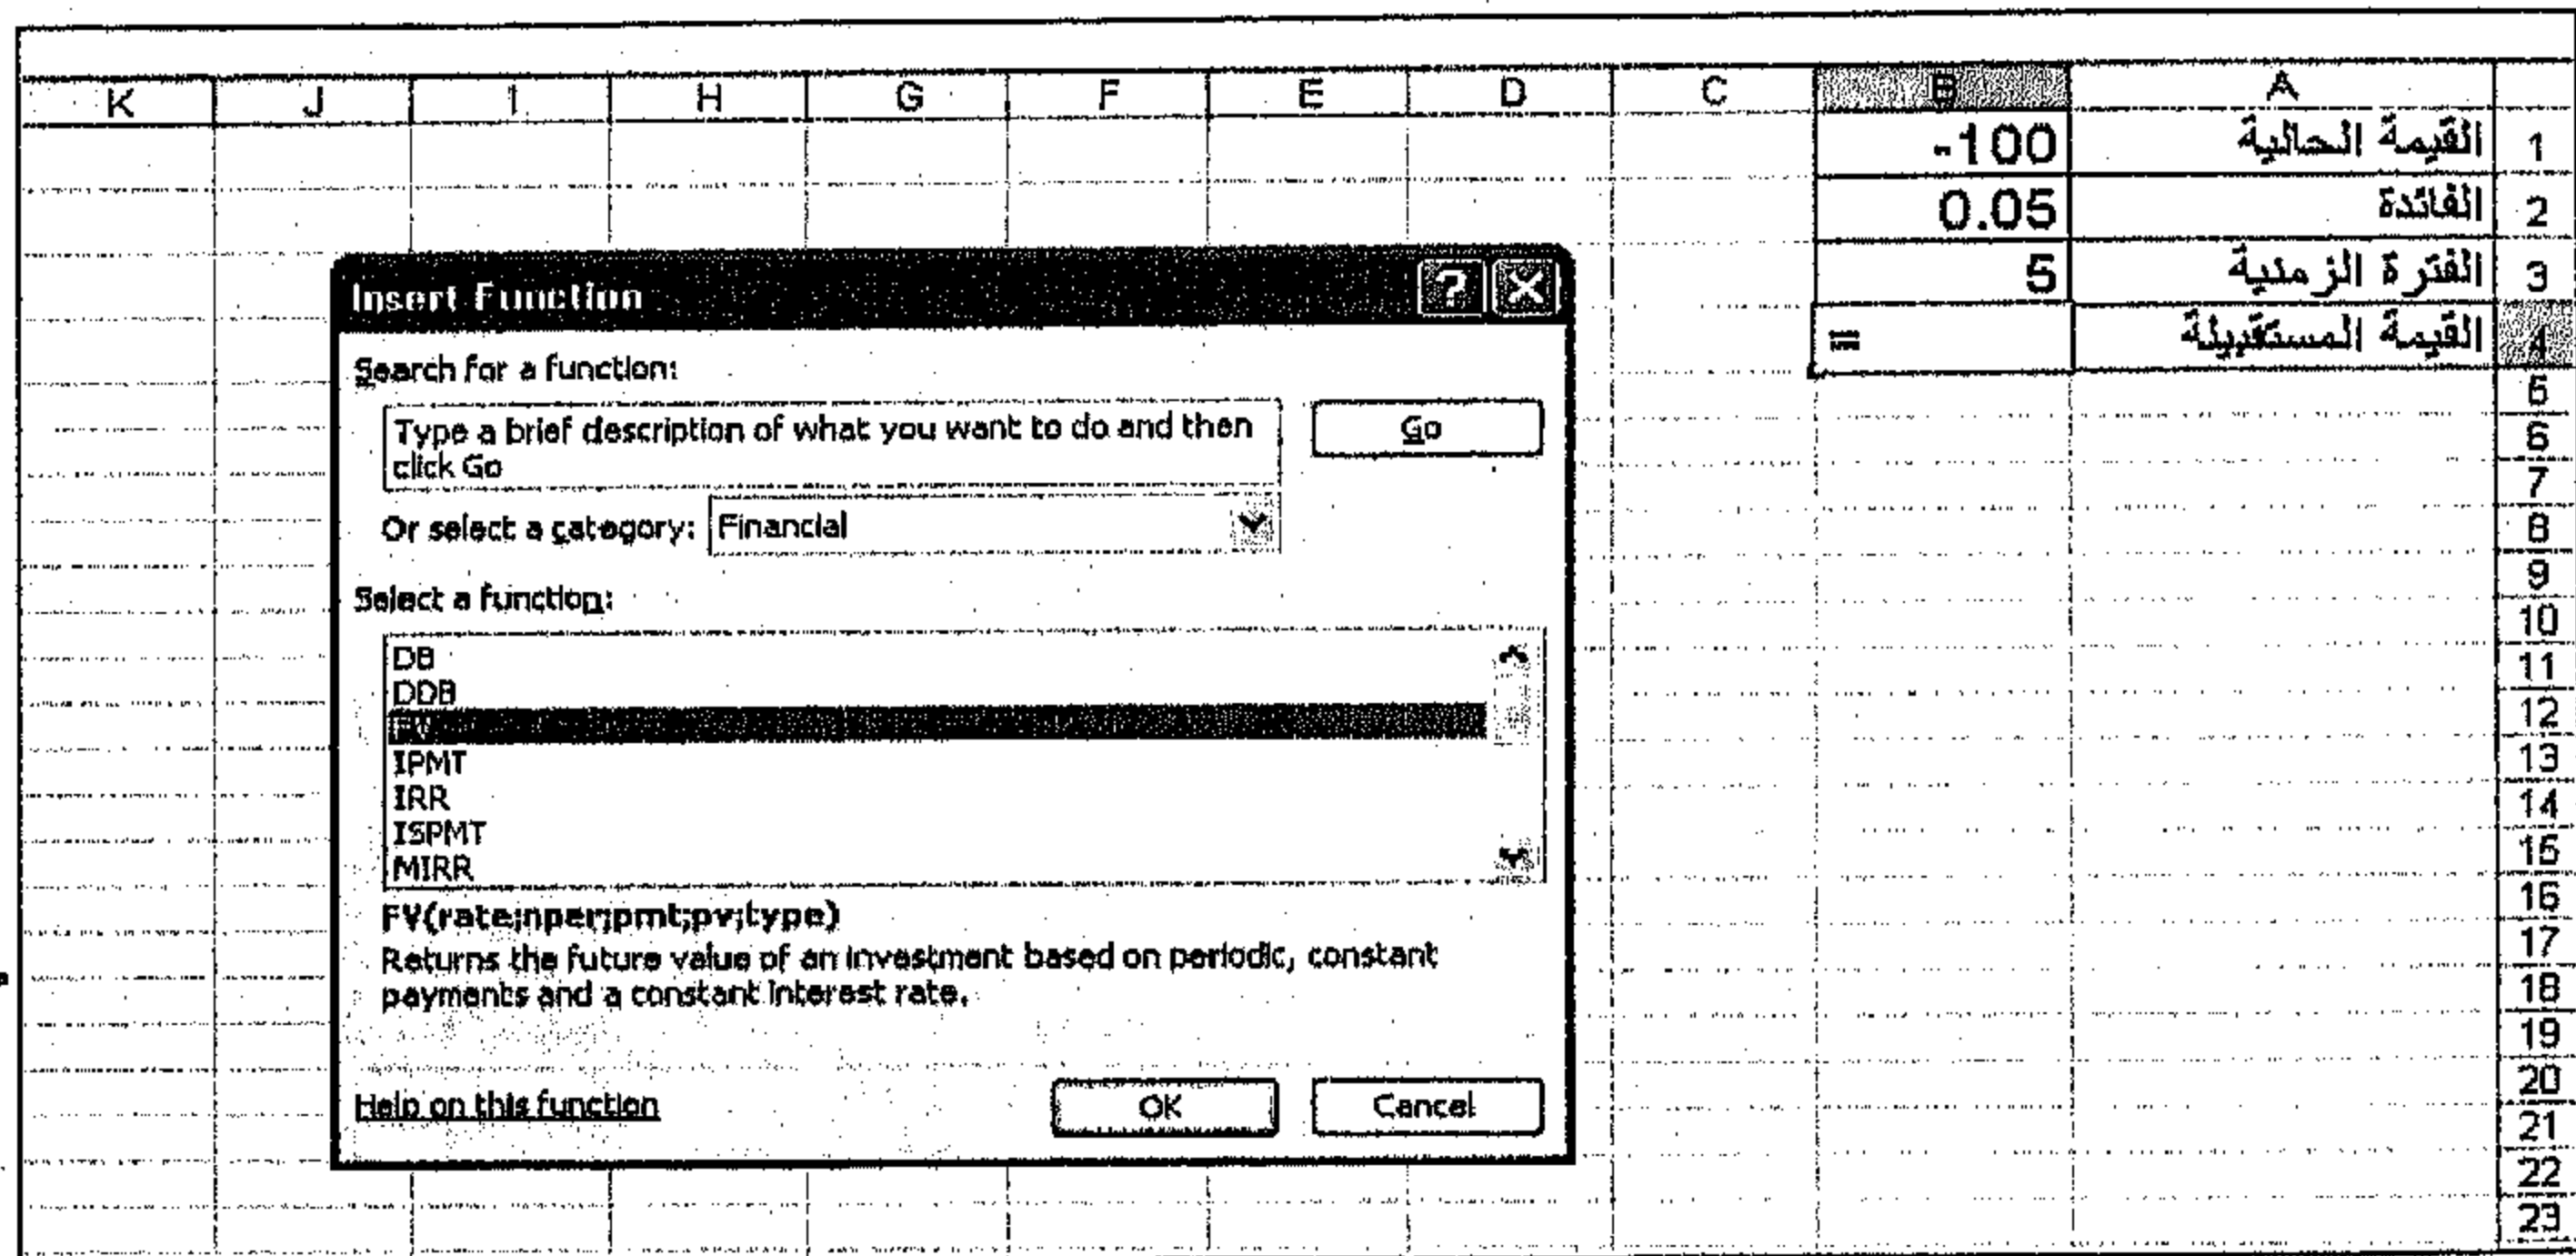 K J I H G F E D C B A
القيمة الحالية -100 1
الفائدة 0.05 2
الفترة الزمنية 5 3
القيمة المستقبيلة = 4
5
6
7
8
9
10
11
12
13
14
15
16
17
18
19
20
21
22
23
Insert Function
Search for a function:
Type a brief description of what you want to do and then
click Go
Go
Or select a category: Financial
Select a function:
DB
DDB
FV
IPMT
IRR
ISPMT
MIRR
FV(rate;nper;pmt;pv;type)
Returns the future value of an investment based on periodic, constant
payments and a constant interest rate.
Help on this function
OK
Cancel